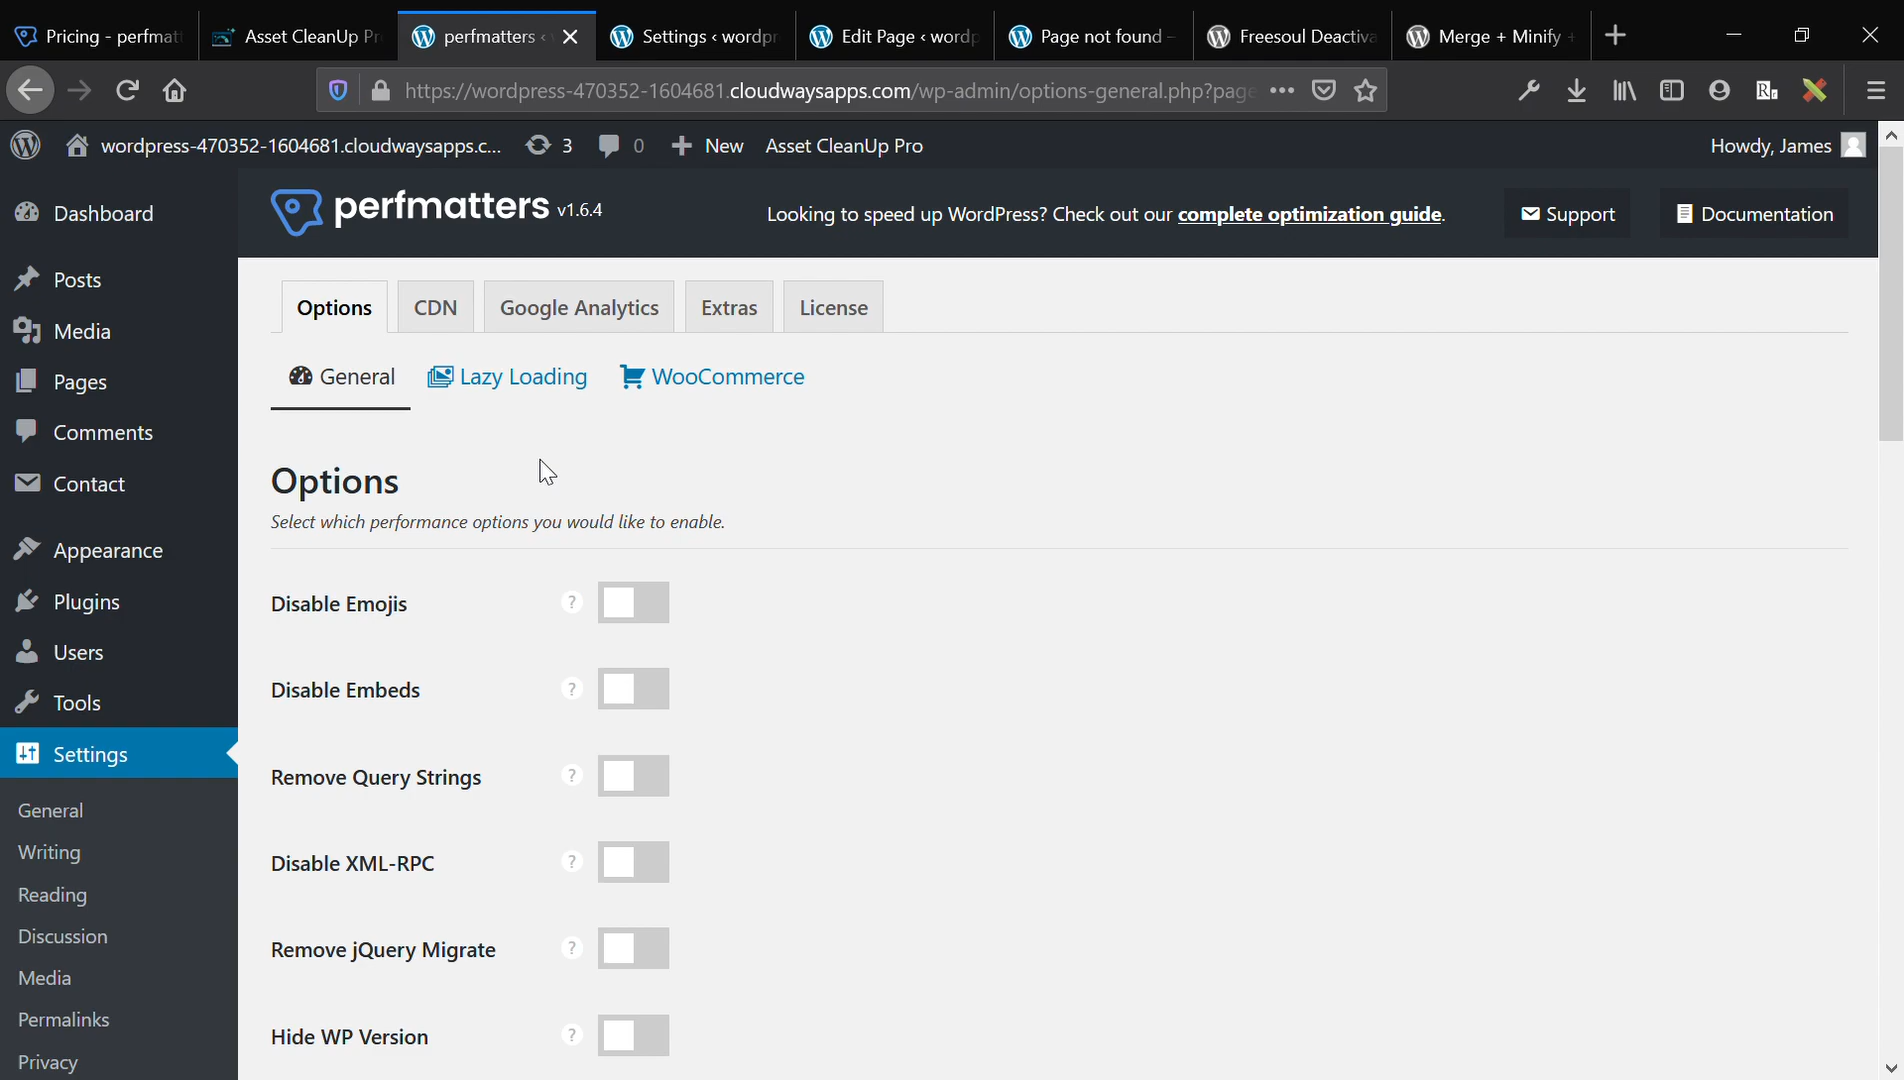 Pricing - perfmatt
Asset CleanUp Pr
perfmatters ‹ w
Settings ‹ wordpr
Edit Page ‹ wordp
Page not found –
Freesoul Deactiva
Merge + Minify +
https://wordpress-470352-1604681.cloudwaysapps.com/wp-admin/options-general.php?page
wordpress-470352-1604681.cloudwaysapps.c...
3
0
New
Asset CleanUp Pro
Howdy, James
Dashboard
Posts
Media
Pages
Comments
Contact
Appearance
Plugins
Users
Tools
Settings
General
Writing
Reading
Discussion
Media
Permalinks
Privacy
perfmatters v1.6.4
Looking to speed up WordPress? Check out our complete optimization guide.
Support
Documentation
Options
CDN
Google Analytics
Extras
License
General
Lazy Loading
WooCommerce
Options
Select which performance options you would like to enable.
Disable Emojis ?
Disable Embeds ?
Remove Query Strings ?
Disable XML-RPC ?
Remove jQuery Migrate ?
Hide WP Version ?